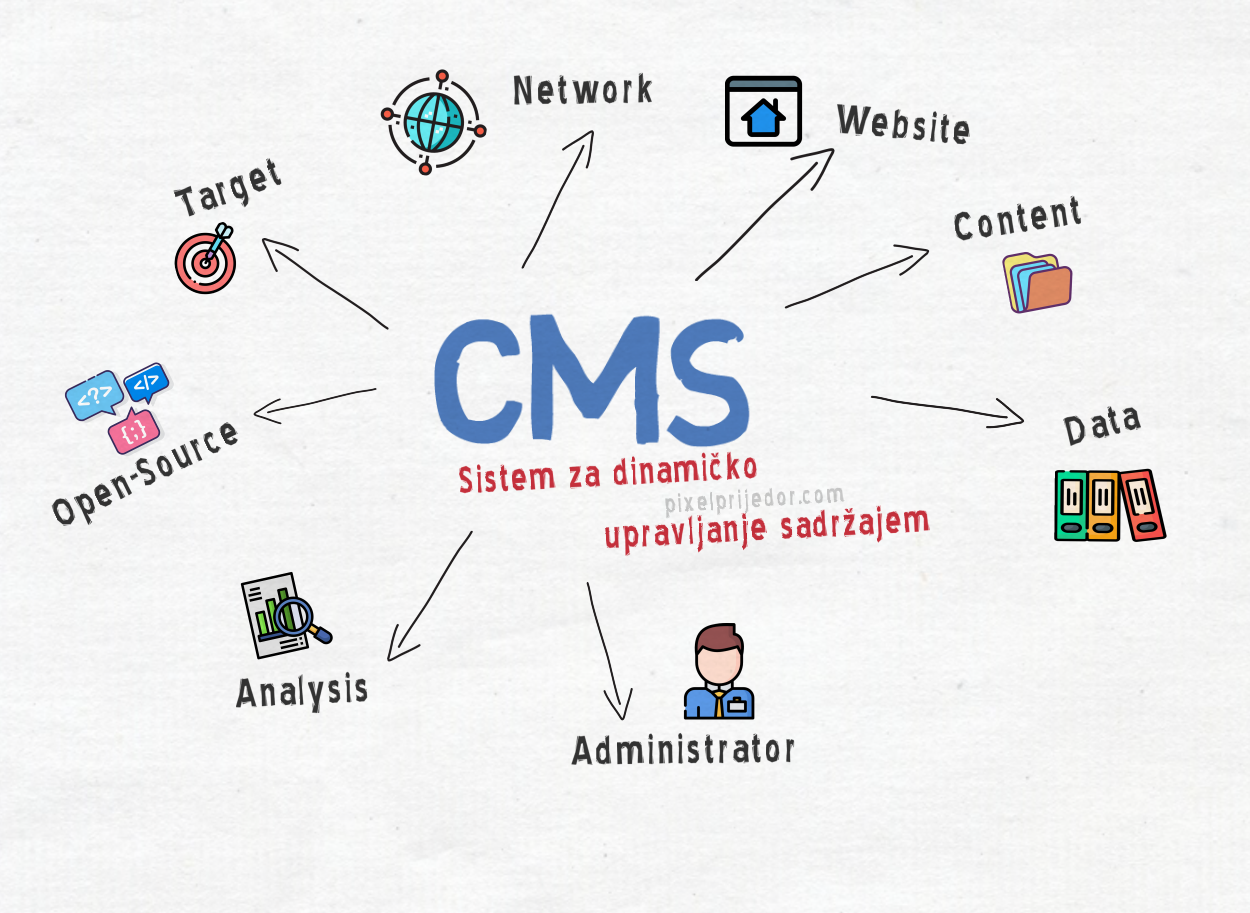 Network
Website
Target
Content
CMS
<?>
</>
{;}
Open-Source
Data
Sistem za dinamičko
pixelprijedor.com
upravljanje sadržajem
Analysis
Administrator